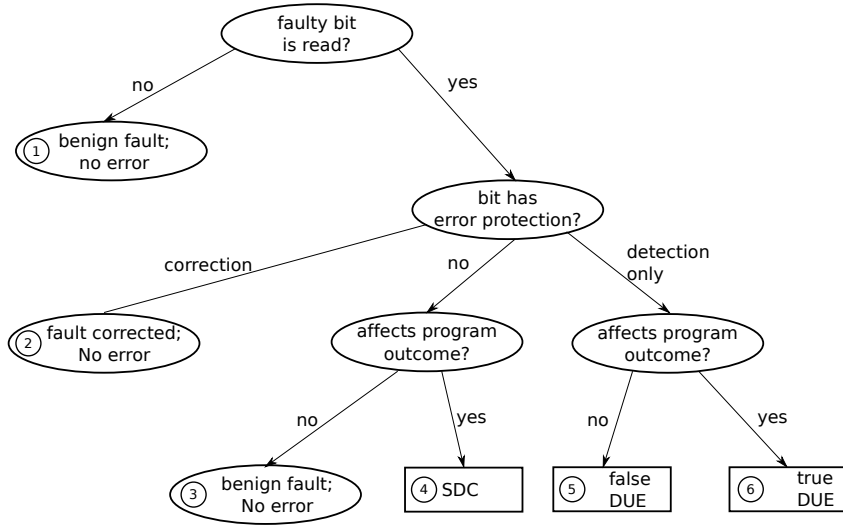 faulty bit
is read?
no
yes
1
benign fault;
no error
bit has
error protection?
correction
no
detection
only
2
fault corrected;
No error
affects program
outcome?
affects program
outcome?
no
yes
no
yes
3
benign fault;
No error
4
SDC
5
false
DUE
6
true
DUE